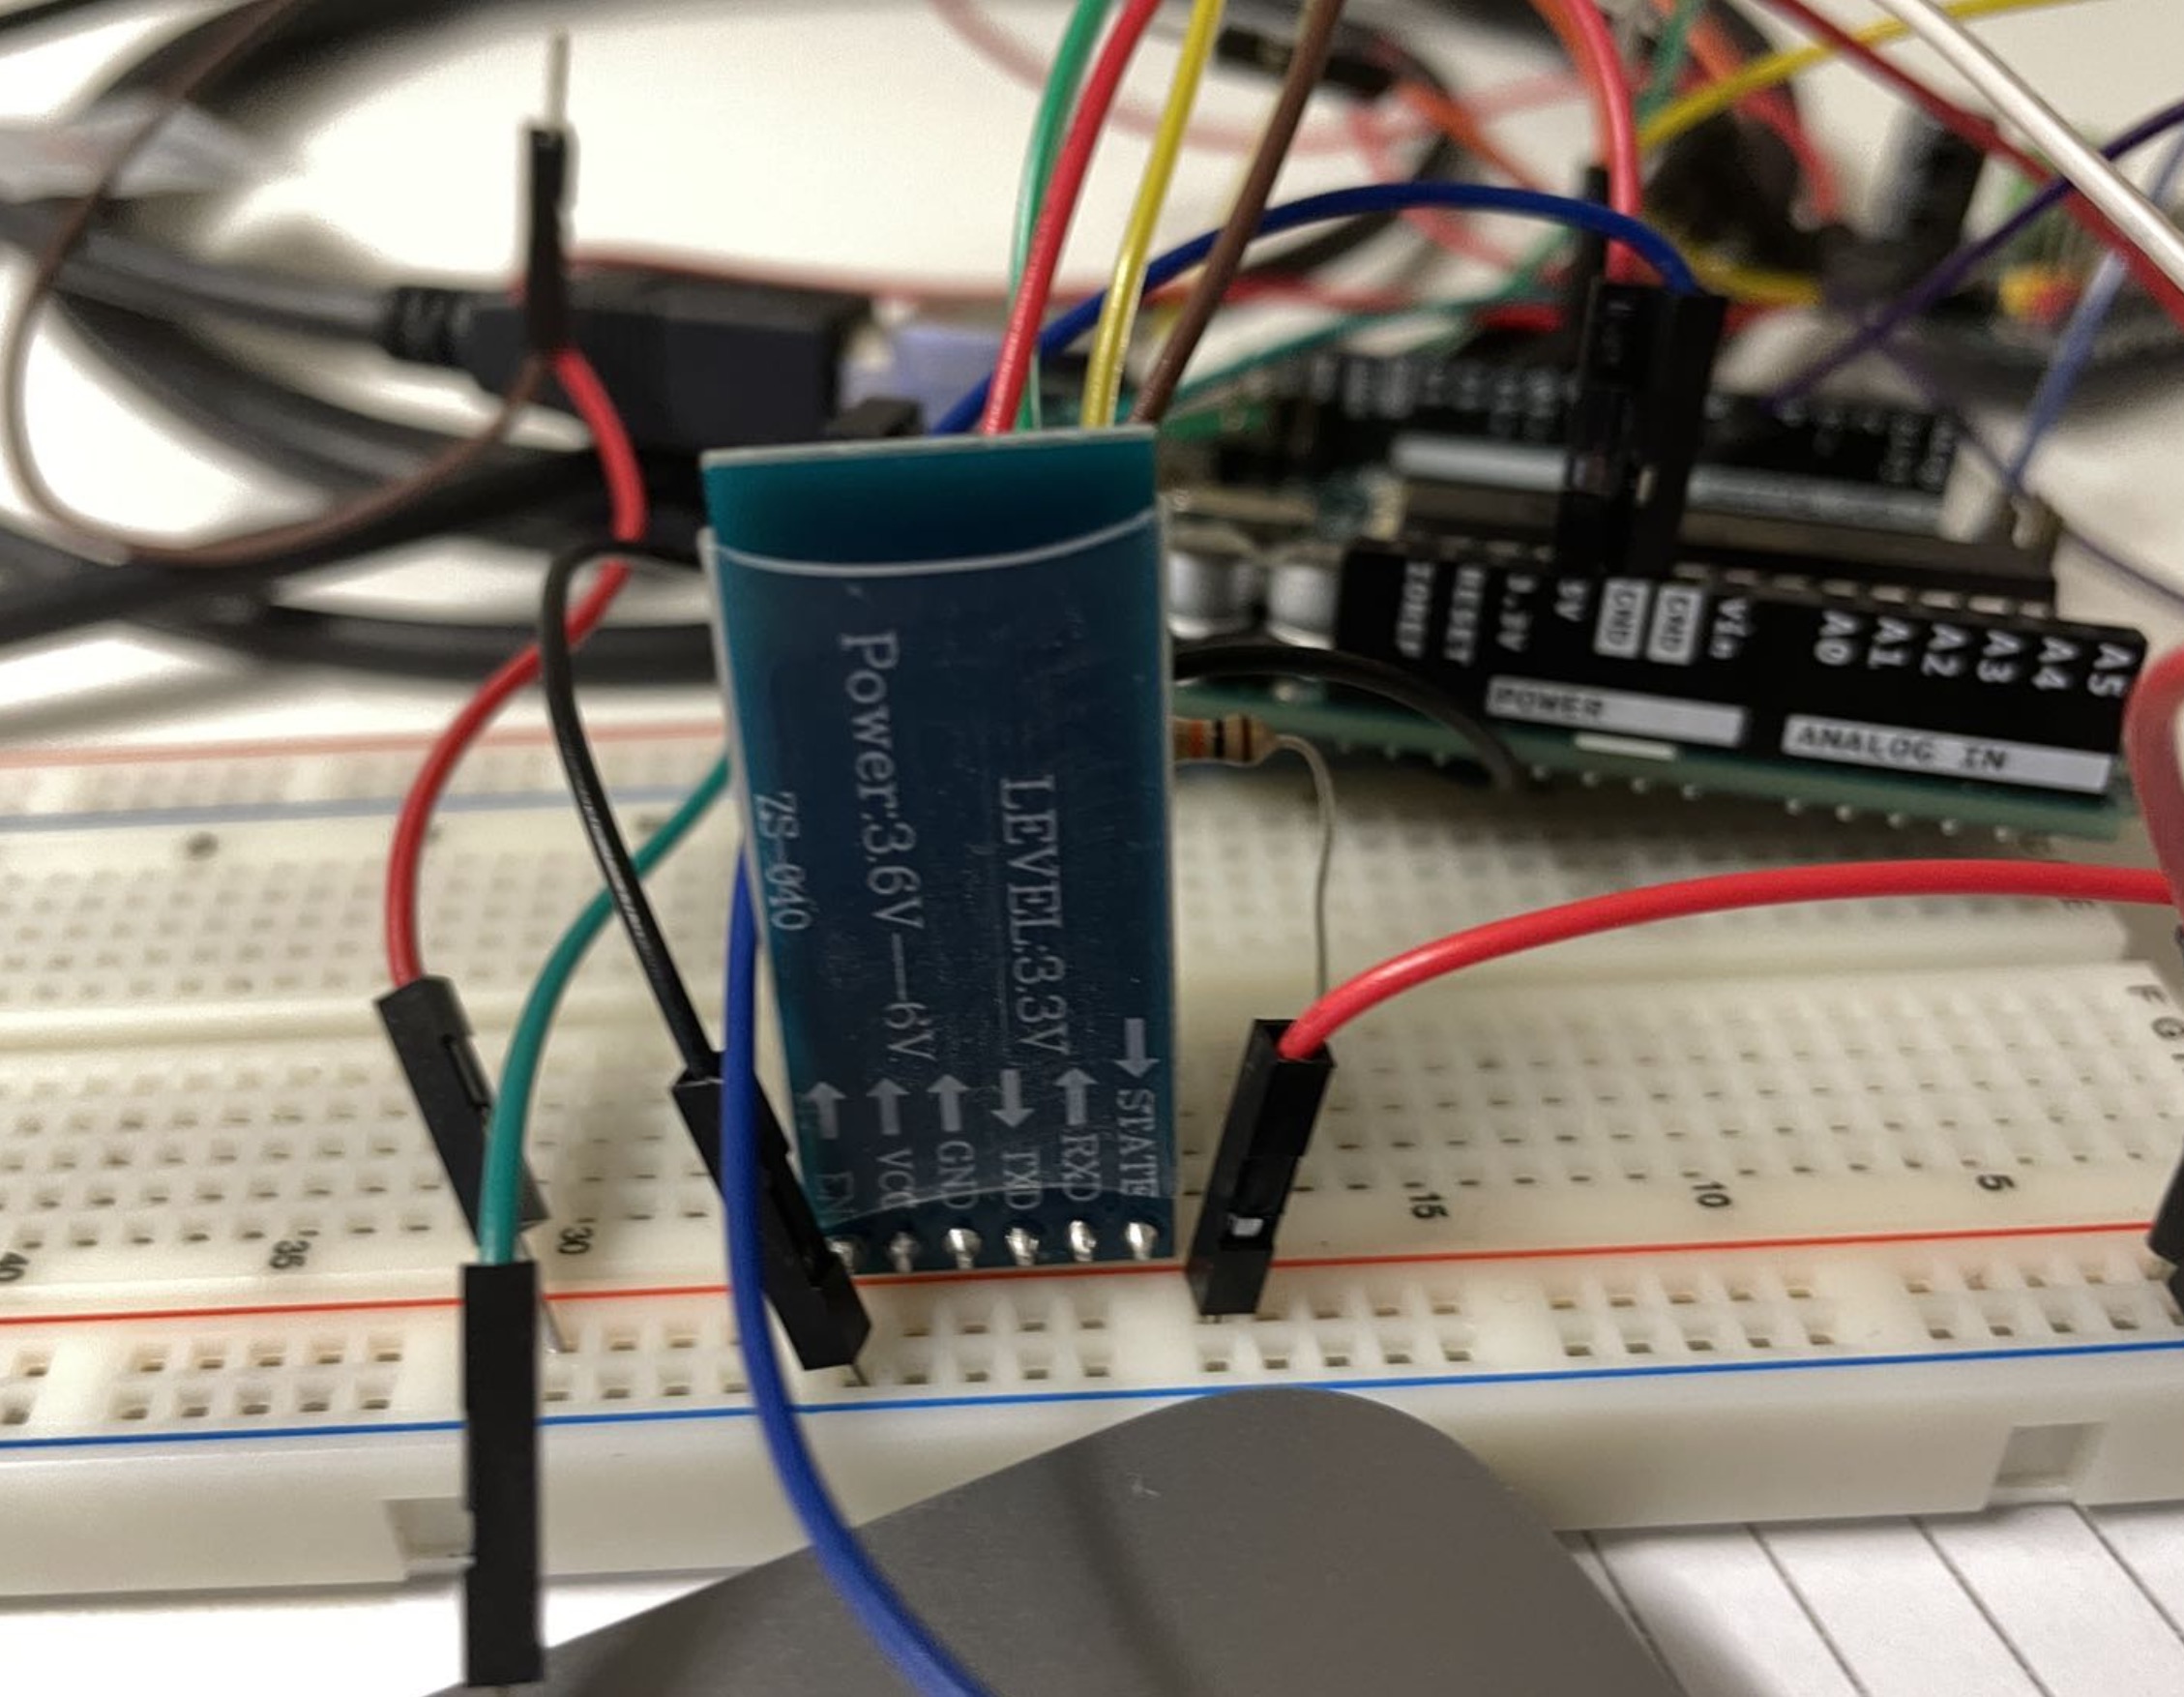 ZS-040
Power:3.6V—6V
LEVEL:3.3V
EN
VCC
GND
TXD
RXD
STATE
IOREF
RESET
3.3V
5V
GND
GND
Vin
A0
A1
A2
A3
A4
A5
POWER
ANALOG IN
F
G
40
35
30
15
10
5